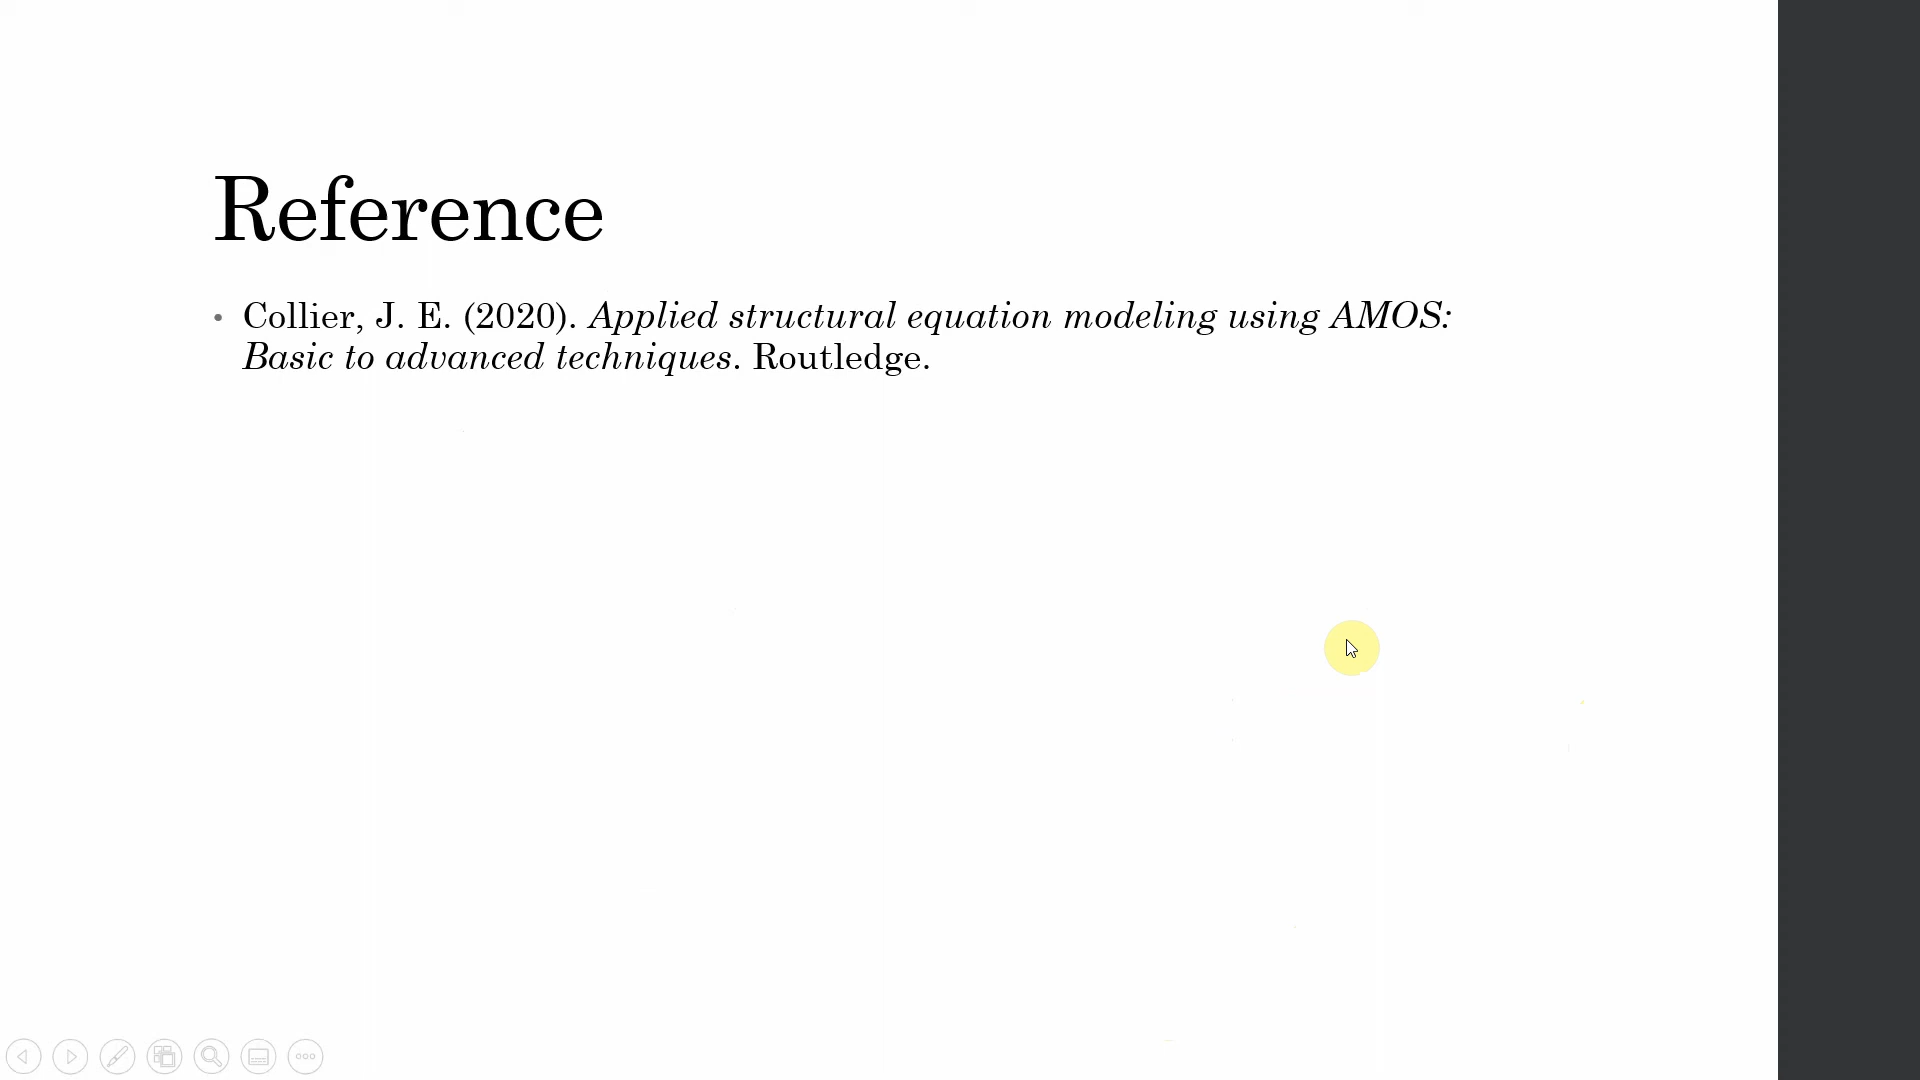 Reference
• Collier, J. E. (2020). Applied structural equation modeling using AMOS:
Basic to advanced techniques. Routledge.